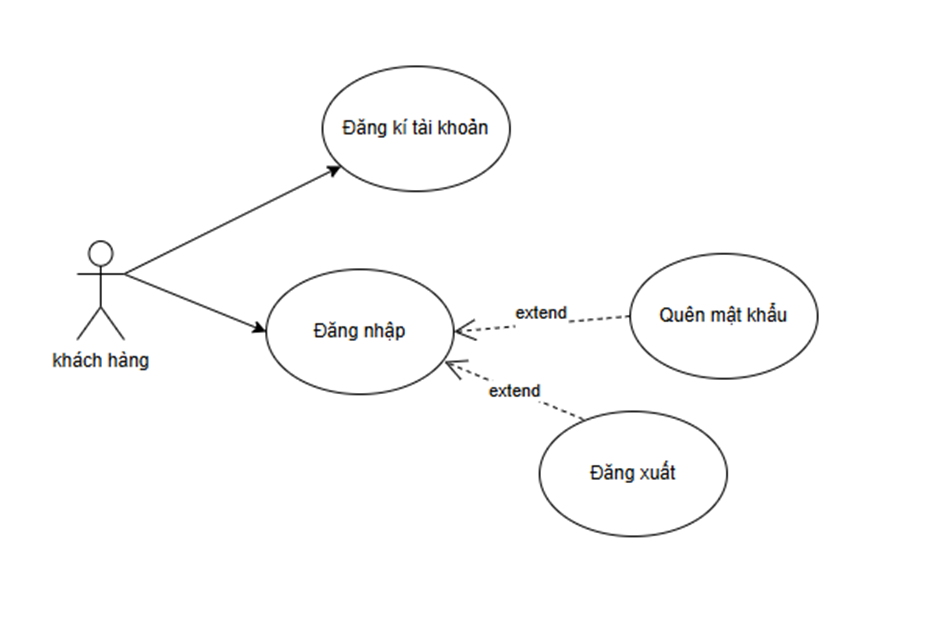 Đăng kí tài khoản
khách hàng
Đăng nhập
extend
Quên mật khẩu
extend
Đăng xuất